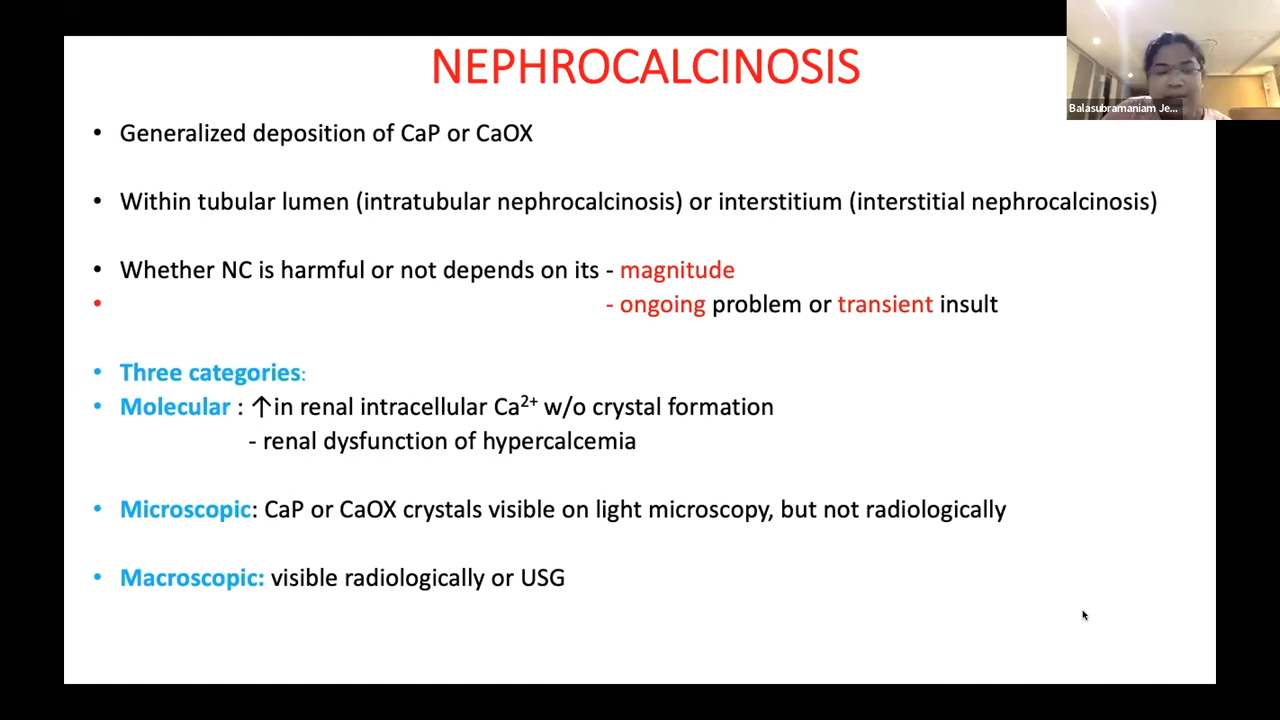 NEPHROCALCINOSIS
Balasubramaniam Je...
• Generalized deposition of CaP or CaOX
• Within tubular lumen (intratubular nephrocalcinosis) or interstitium (interstitial nephrocalcinosis)
• Whether NC is harmful or not depends on its - magnitude
• - ongoing problem or transient insult
• Three categories:
• Molecular : ↑in renal intracellular Ca²⁺ w/o crystal formation
- renal dysfunction of hypercalcemia
• Microscopic: CaP or CaOX crystals visible on light microscopy, but not radiologically
• Macroscopic: visible radiologically or USG